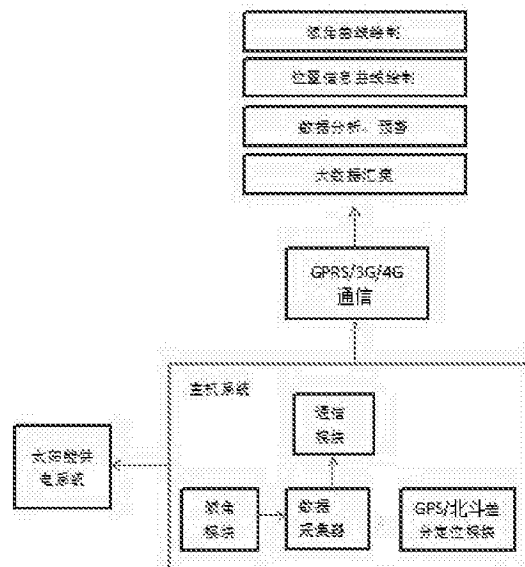 倾角曲线绘制
位置信息曲线绘制
数据分析、预警
大数据汇聚
GPRS/3G/4G
通信
主机系统
通信
模块
太阳能供
电系统
倾角
模块
数据
采集器
GPS/北斗差
分定位模块